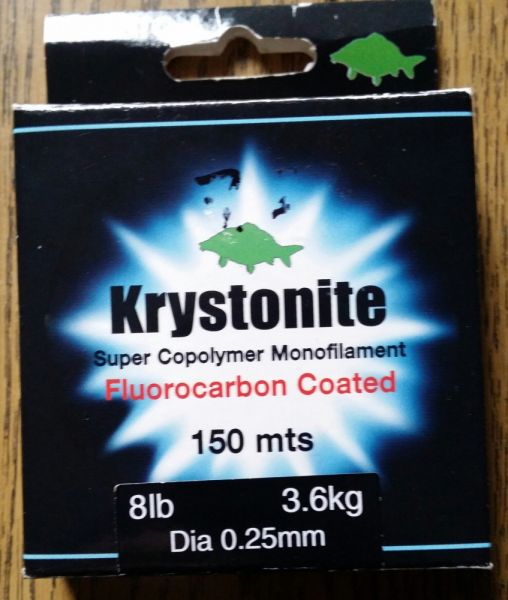 Krystonite
Super Copolymer Monofilament
Fluorocarbon Coated
150 mts
8lb 3.6kg
Dia 0.25mm